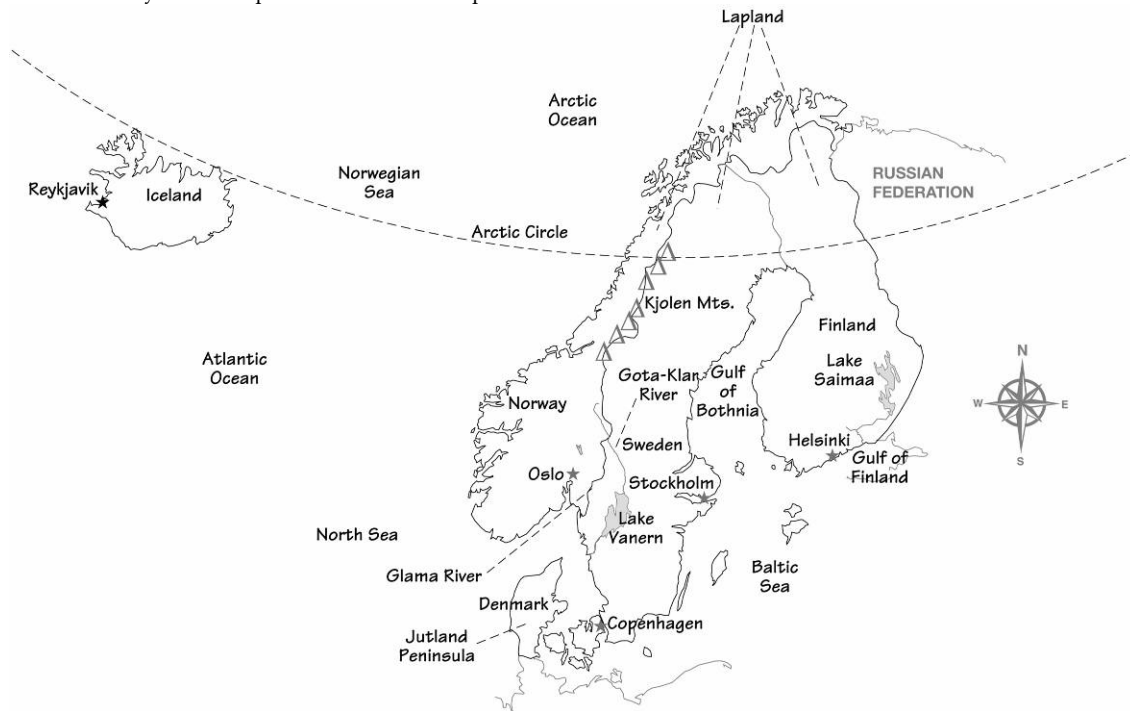 Lapland
Arctic
Ocean
RUSSIAN
FEDERATION
Norwegian
Sea
Reykjavik
Iceland
Arctic Circle
Kjolen Mts.
Finland
Atlantic
Ocean
Lake
Saimaa
Gota-Klar
River
Gulf
of
Bothnia
N
W
E
S
Norway
Sweden
Helsinki
Gulf of
Finland
Oslo
Stockholm
North Sea
Lake
Vanern
Baltic
Sea
Glama River
Denmark
Copenhagen
Jutland
Peninsula